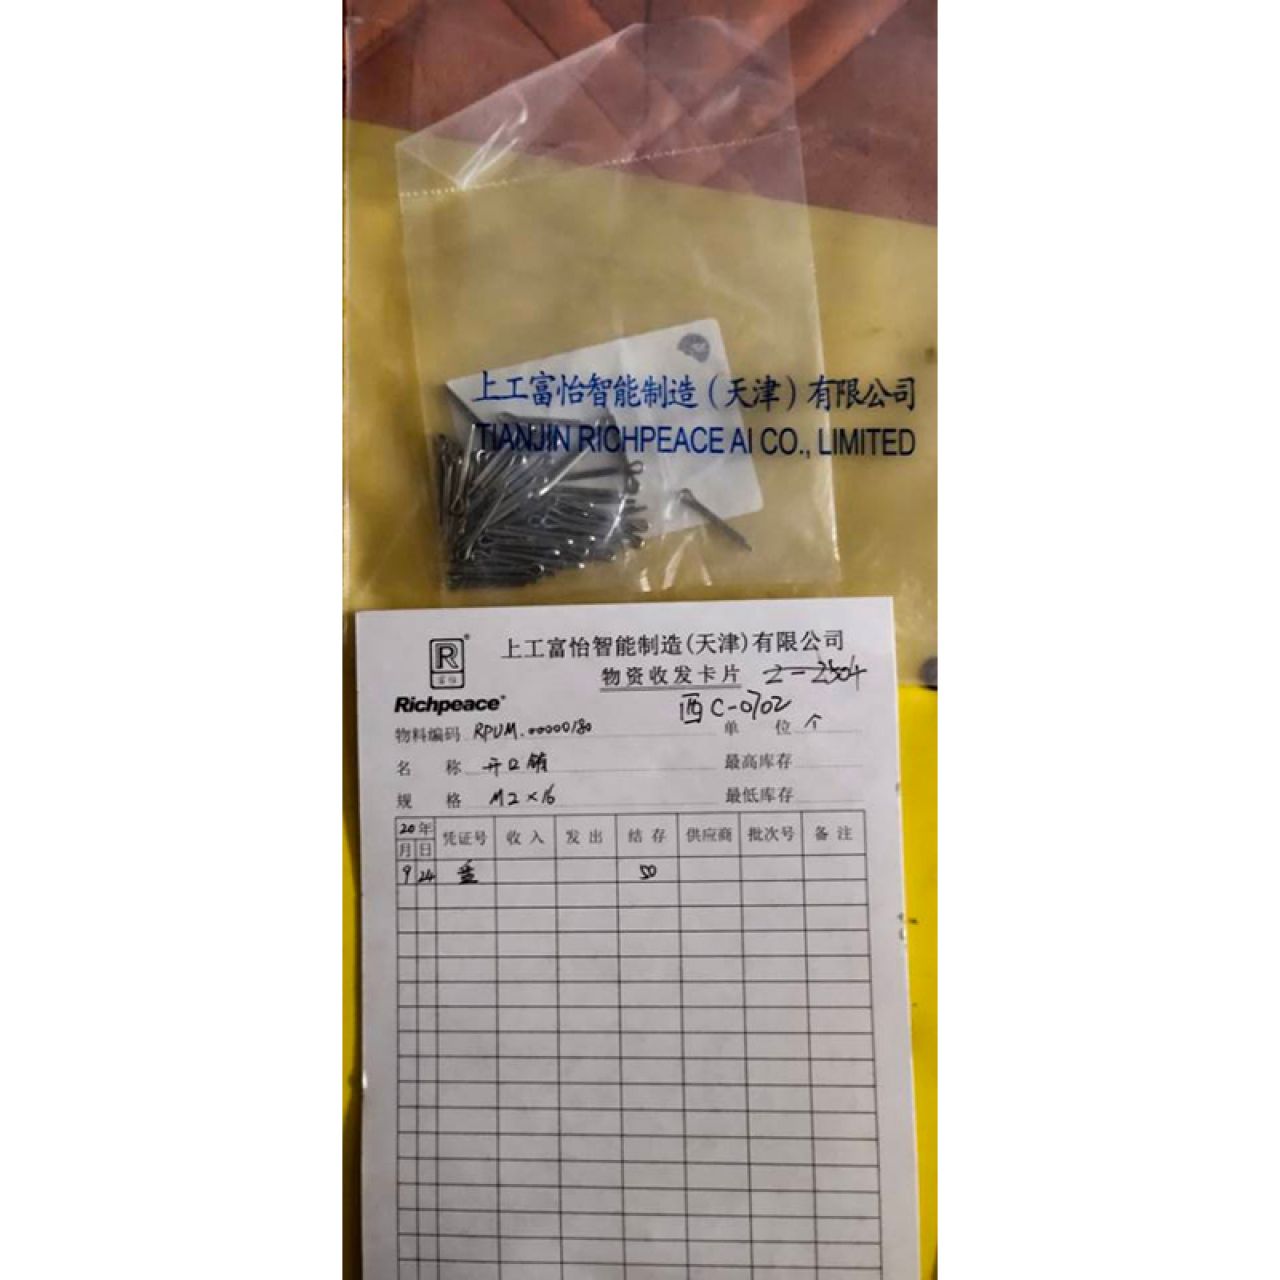 上工富怡智能制造（天津）有限公司
TIANJIN RICHPEACE AI CO., LIMITED
R®
富怡
Richpeace®
上工富怡智能制造(天津)有限公司
物资收发卡片 2-2504
西C-0702
物料编码 RPUM.00000180 单 位 个
名 称 开口销 最高库存
规 格 M2×16 最低库存
20年 凭证号 收 入 发 出 结 存 供应商 批次号 备 注
月 日
9 24 50